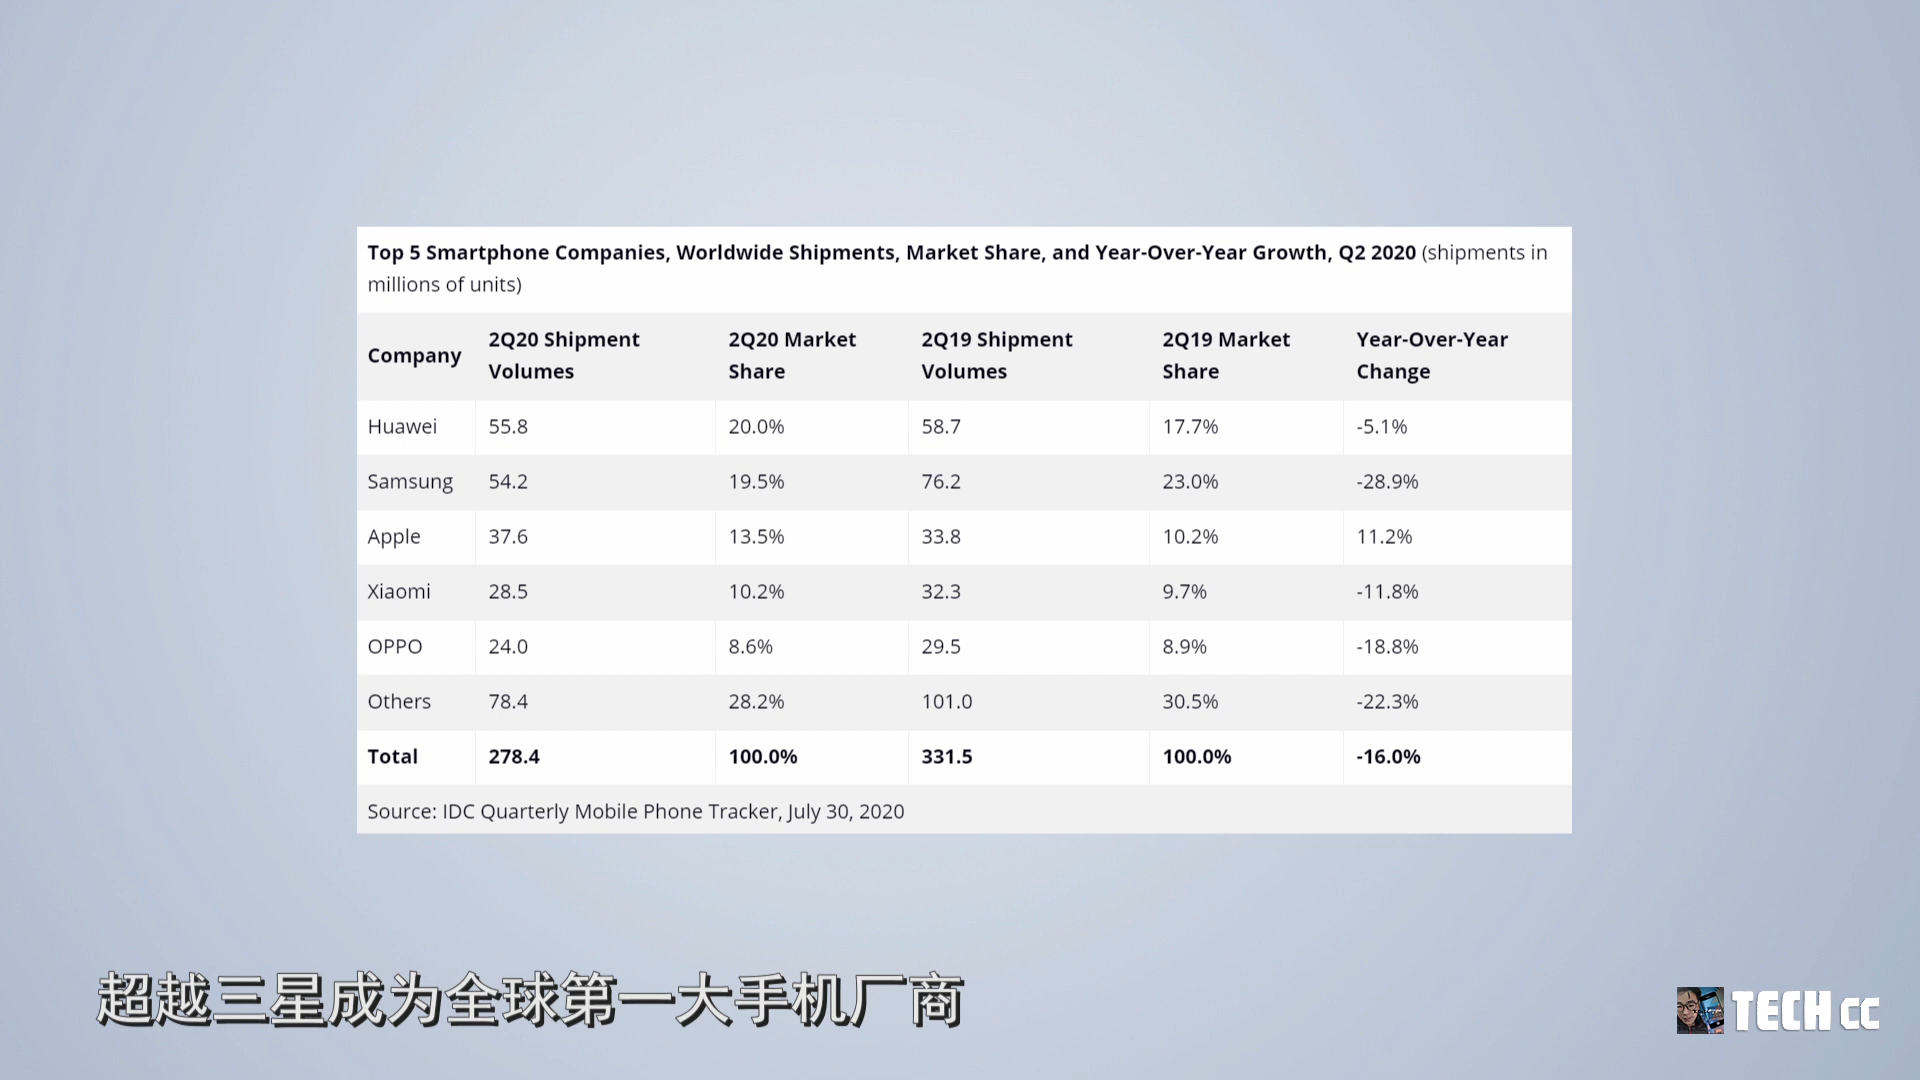 Top 5 Smartphone Companies, Worldwide Shipments, Market Share, and Year-Over-Year Growth, Q2 2020 (shipments in
millions of units)
Company 2Q20 Shipment Volumes 2Q20 Market Share 2Q19 Shipment Volumes 2Q19 Market Share Year-Over-Year Change
Huawei 55.8 20.0% 58.7 17.7% -5.1%
Samsung 54.2 19.5% 76.2 23.0% -28.9%
Apple 37.6 13.5% 33.8 10.2% 11.2%
Xiaomi 28.5 10.2% 32.3 9.7% -11.8%
OPPO 24.0 8.6% 29.5 8.9% -18.8%
Others 78.4 28.2% 101.0 30.5% -22.3%
Total 278.4 100.0% 331.5 100.0% -16.0%
Source: IDC Quarterly Mobile Phone Tracker, July 30, 2020
超越三星成为全球第一大手机厂商
TECH cc